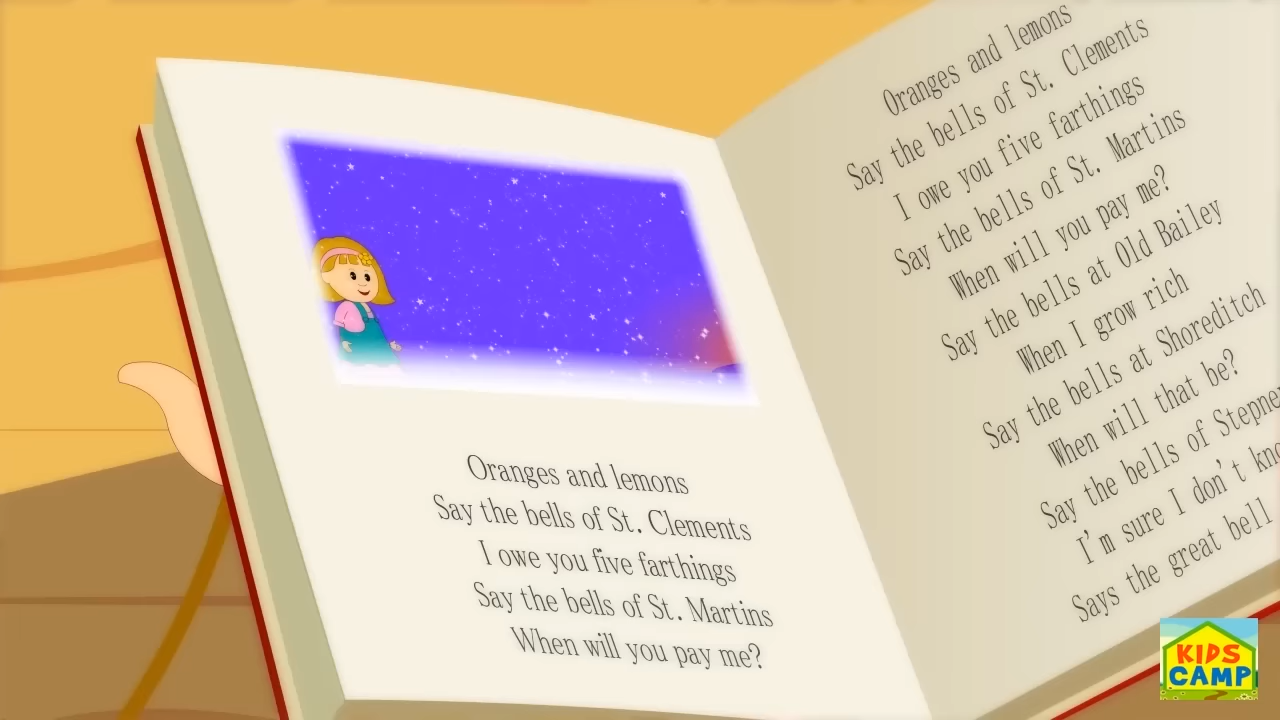 Oranges and lemons
Say the bells of St. Clements
I owe you five farthings
Say the bells of St. Martins
When will you pay me?
Oranges and lemons
Say the bells of St. Clements
I owe you five farthings
Say the bells of St. Martins
When will you pay me?
Say the bells at Old Bailey
When I grow rich
Say the bells at Shoreditch
When will that be?
Say the bells of
I'm sure I don't
Says the great bell
KIDS
CAMP